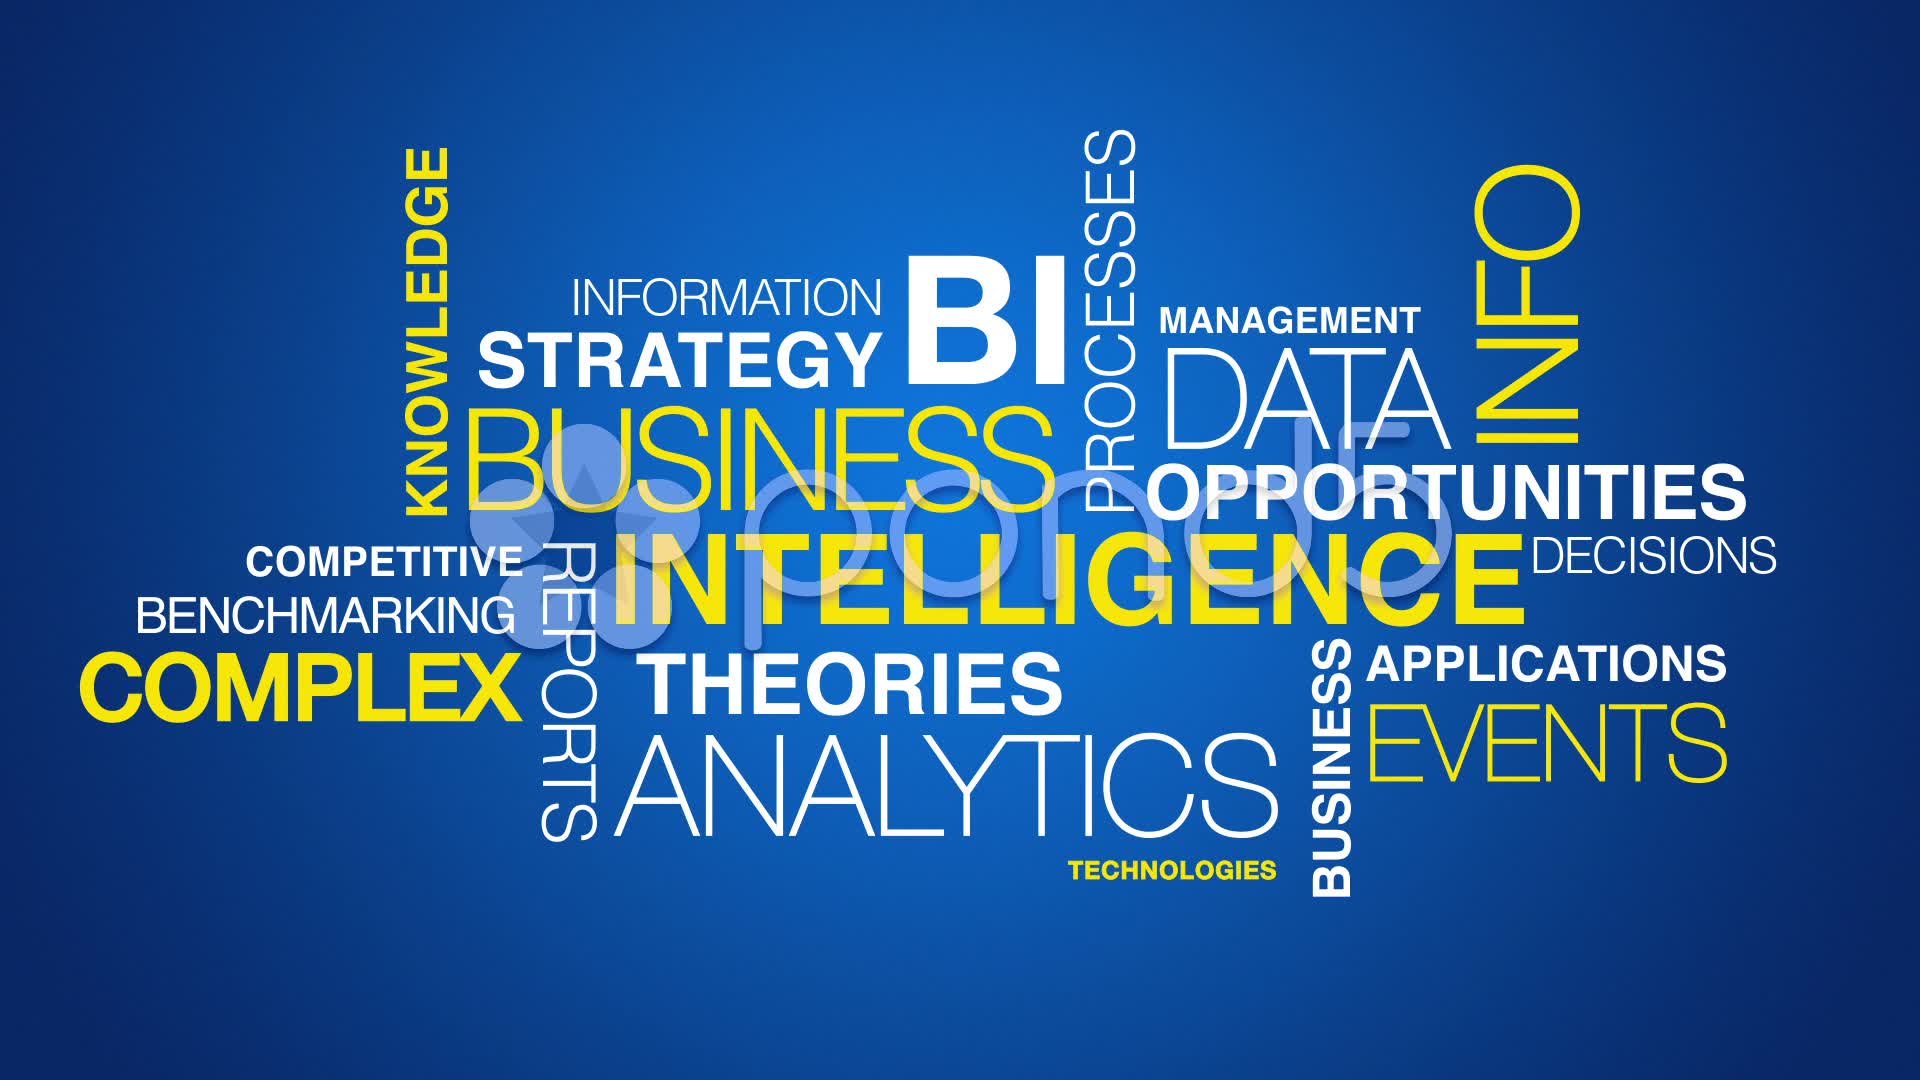 KNOWLEDGE
INFORMATION
STRATEGY
BI
PROCESSES
MANAGEMENT
DATA
INFO
BUSINESS
OPPORTUNITIES
COMPETITIVE
BENCHMARKING
COMPLEX
REPORTS
INTELLIGENCE
DECISIONS
THEORIES
ANALYTICS
TECHNOLOGIES
BUSINESS
APPLICATIONS
EVENTS
pond5